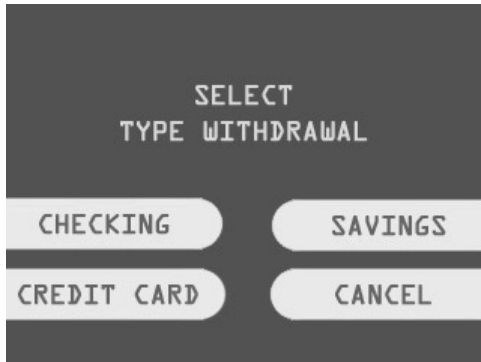 SELECT
TYPE WITHDRAWAL
CHECKING
SAVINGS
CREDIT CARD
CANCEL